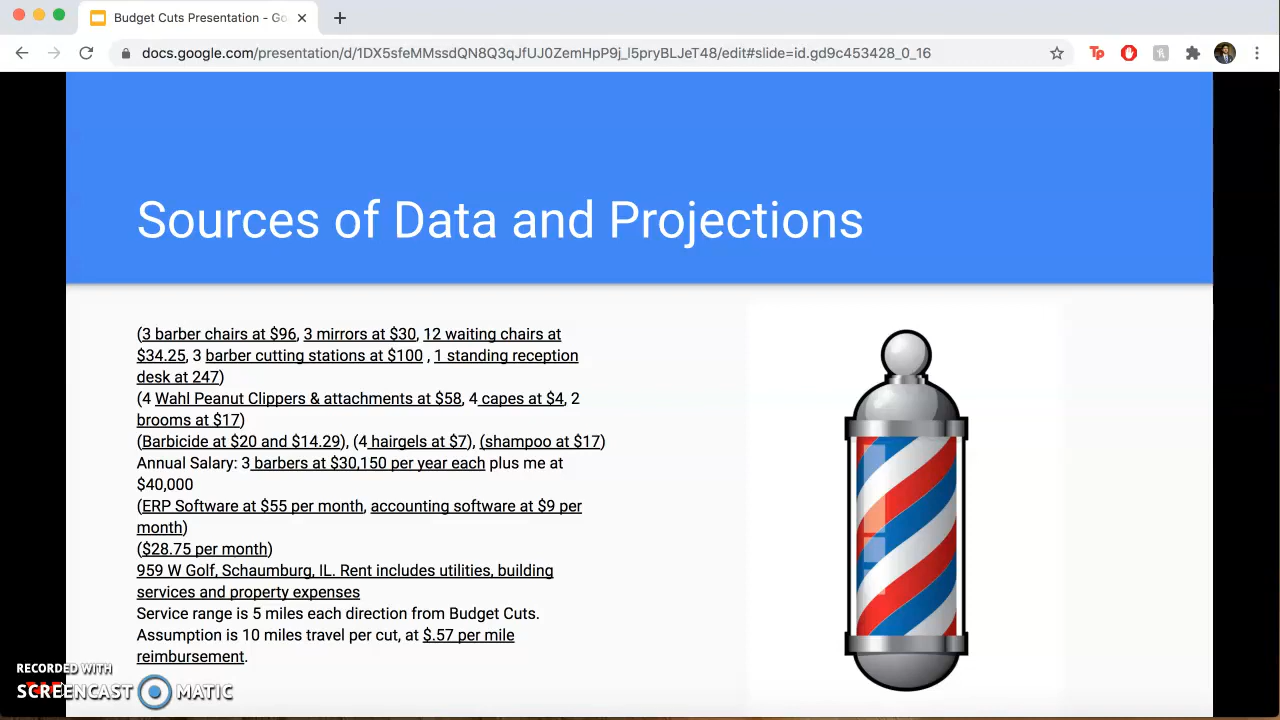 Budget Cuts Presentation - Go
docs.google.com/presentation/d/1DX5sfeMMssdQN8Q3qJfUJ0ZemHpP9j_l5pryBLJeT48/edit#slide=id.gd9c453428_0_16
Tp
Sources of Data and Projections
(3 barber chairs at $96, 3 mirrors at $30, 12 waiting chairs at
$34.25, 3 barber cutting stations at $100 , 1 standing reception
desk at 247)
(4 Wahl Peanut Clippers & attachments at $58, 4 capes at $4, 2
brooms at $17)
(Barbicide at $20 and $14.29), (4 hairgels at $7), (shampoo at $17)
Annual Salary: 3 barbers at $30,150 per year each plus me at
$40,000
(ERP Software at $55 per month, accounting software at $9 per
month)
($28.75 per month)
959 W Golf, Schaumburg, IL. Rent includes utilities, building
services and property expenses
Service range is 5 miles each direction from Budget Cuts.
Assumption is 10 miles travel per cut, at $.57 per mile
reimbursement.
RECORDED WITH
SCREENCAST MATIC